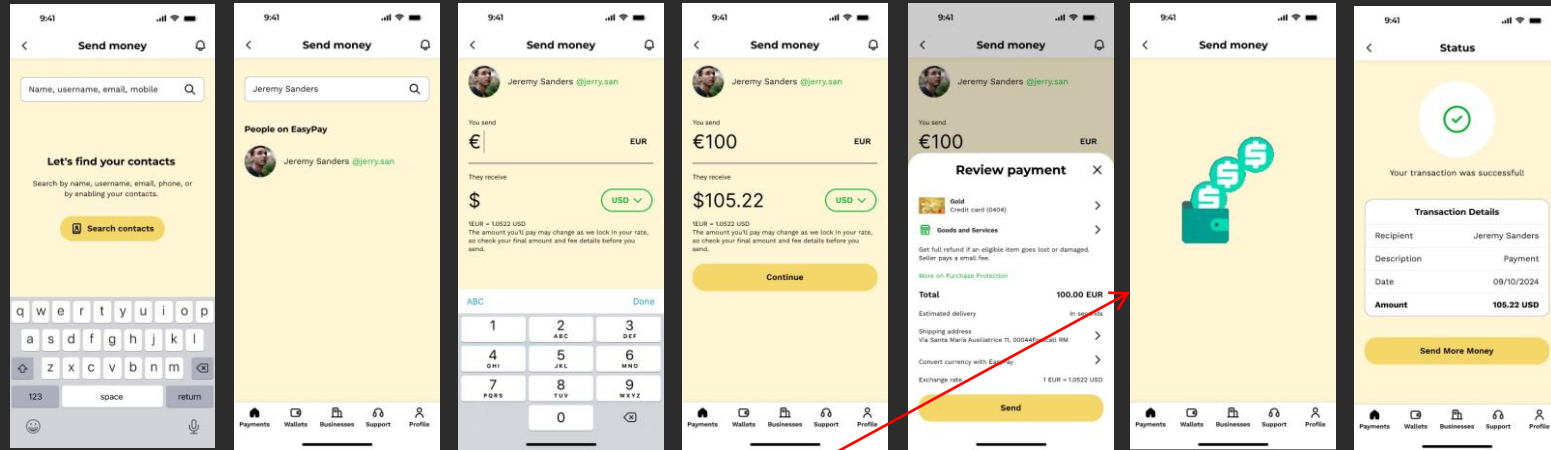 9:41
Send money
Name, username, email, mobile
Let's find your contacts
Search by name, username, email, phone, or
by enabling your contacts.
Search contacts
q w e r t y u i o p
a s d f g h j k l
z x c v b n m
123 space return
9:41
Send money
Jeremy Sanders
People on EasyPay
Jeremy Sanders @jerry.san
Payments Wallets Businesses Support Profile
9:41
Send money
Jeremy Sanders @jerry.san
You send
€ EUR
They receive
$ USD
1EUR = 1.0522 USD
The amount you'll pay may change as we lock in your rate,
so check your final amount and fee details before you
send.
ABC Done
1 2 3
ABC DEF
4 5 6
GHI JKL MNO
7 8 9
PQRS TUV WXYZ
0
9:41
Send money
Jeremy Sanders @jerry.san
You send
€100 EUR
They receive
$105.22 USD
1EUR = 1.0522 USD
The amount you'll pay may change as we lock in your rate,
so check your final amount and fee details before you
send.
Continue
Payments Wallets Businesses Support Profile
9:41
Send money
Jeremy Sanders @jerry.san
You send
€100 EUR
Review payment
Gold
Credit card (0404)
Goods and Services
Get full refund if an eligible item goes lost or damaged.
Seller pays a small fee.
More on Purchase Protection
Total 100.00 EUR
Estimated delivery In seconds
Shipping address
Via Santa Maria Ausiliatrice 11, 00044Frascati RM
Convert currency with EasyPay
Exchange rate 1 EUR = 1.0522 USD
Send
9:41
Send money
Payments Wallets Businesses Support Profile
9:41
Status
Your transaction was successful!
Transaction Details
Recipient Jeremy Sanders
Description Payment
Date 09/10/2024
Amount 105.22 USD
Send More Money
Payments Wallets Businesses Support Profile